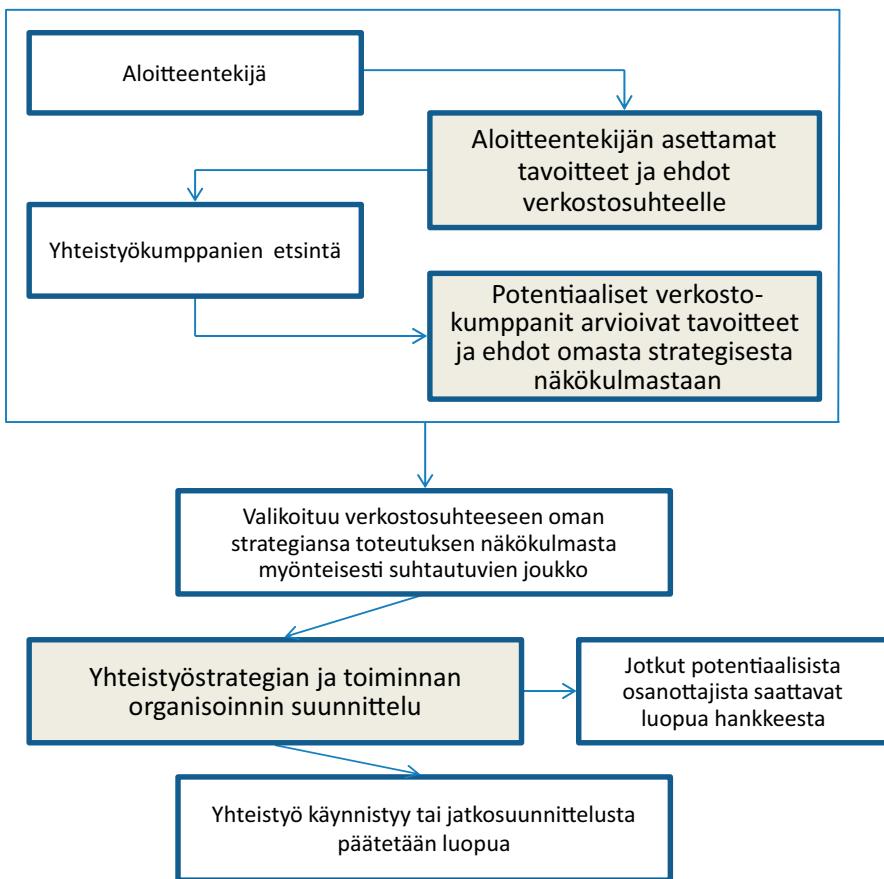 Aloitteentekijä
Aloitteentekijän asettamat
tavoitteet ja ehdot
verkostosuhteelle
Yhteistyökumppanien etsintä
Potentiaaliset verkosto-
kumppanit arvioivat tavoitteet
ja ehdot omasta strategisesta
näkökulmastaan
Valikoituu verkostosuhteeseen oman
strategiansa toteutuksen näkökulmasta
myönteisesti suhtautuvien joukko
Yhteistyöstrategian ja toiminnan
organisoinnin suunnittelu
Jotkut potentiaalisista
osanottajista saattavat
luopua hankkeesta
Yhteistyö käynnistyy tai jatkosuunnittelusta
päätetään luopua